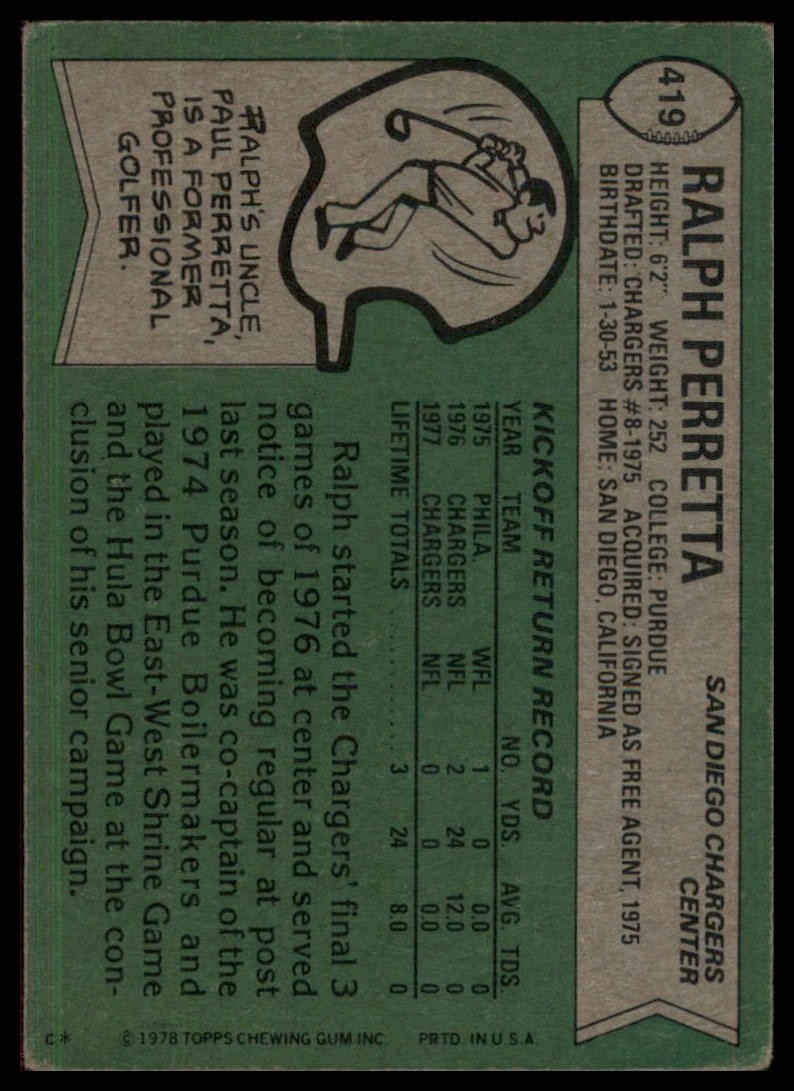 419
RALPH PERRETTA
SAN DIEGO CHARGERS
CENTER
HEIGHT: 6'2" WEIGHT: 252 COLLEGE: PURDUE
DRAFTED: CHARGERS #8-1975 ACQUIRED: SIGNED AS FREE AGENT, 1975
BIRTHDATE: 1-30-53 HOME: SAN DIEGO, CALIFORNIA
RALPH'S UNCLE,
PAUL PERRETTA,
IS A FORMER
PROFESSIONAL
GOLFER.
KICKOFF RETURN RECORD
YEAR TEAM NO. YDS. AVG. TDS.
1975 PHILA. WFL 1 0 0.0 0
1976 CHARGERS NFL 2 24 12.0 0
1977 CHARGERS NFL 0 0 0.0 0
LIFETIME TOTALS ............ 3 24 8.0 0
Ralph started the Chargers' final 3
games of 1976 at center and served
notice of becoming regular at post
last season. He was co-captain of the
1974 Purdue Boilermakers and
played in the East-West Shrine Game
and the Hula Bowl Game at the con-
clusion of his senior campaign.
C* © 1978 TOPPS CHEWING GUM INC. PRTD. IN U.S.A.